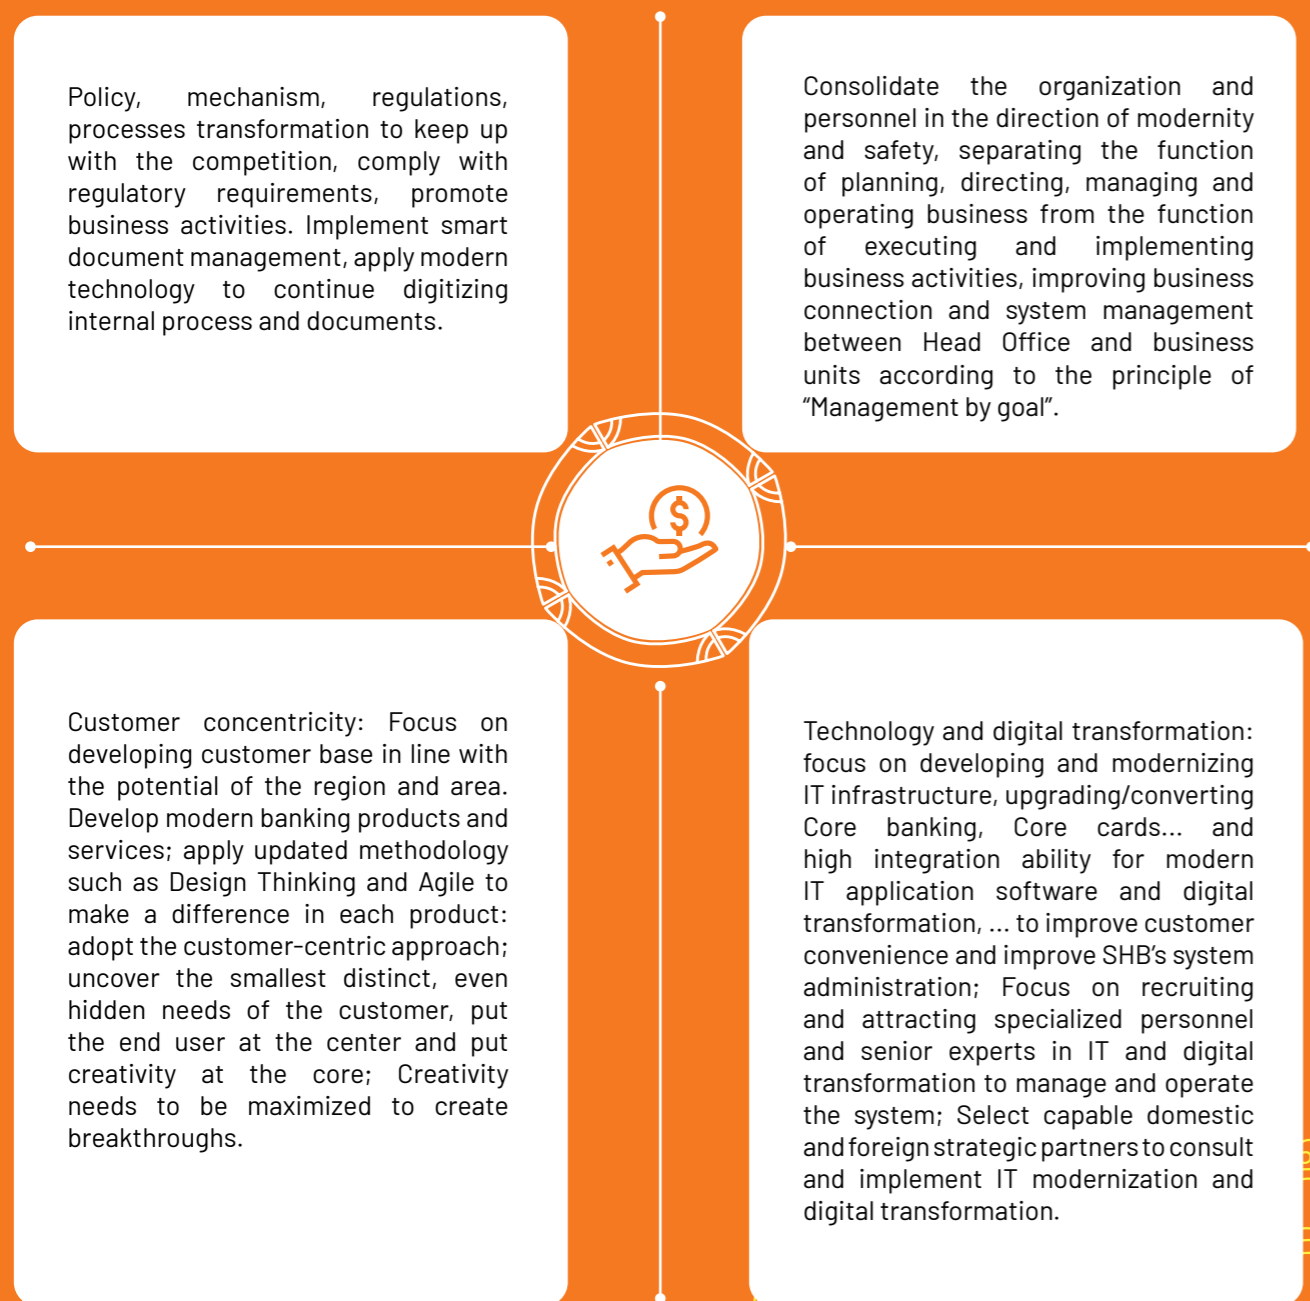 Policy, mechanism, regulations,
processes transformation to keep up
with the competition, comply with
regulatory requirements, promote
business activities. Implement smart
document management, apply modern
technology to continue digitizing
internal process and documents.
Consolidate the organization and
personnel in the direction of modernity
and safety, separating the function
of planning, directing, managing and
operating business from the function
of executing and implementing
business activities, improving business
connection and system management
between Head Office and business
units according to the principle of
“Management by goal”.
$
Customer concentricity: Focus on
developing customer base in line with
the potential of the region and area.
Develop modern banking products and
services; apply updated methodology
such as Design Thinking and Agile to
make a difference in each product:
adopt the customer-centric approach;
uncover the smallest distinct, even
hidden needs of the customer, put
the end user at the center and put
creativity at the core; Creativity
needs to be maximized to create
breakthroughs.
Technology and digital transformation:
focus on developing and modernizing
IT infrastructure, upgrading/converting
Core banking, Core cards... and
high integration ability for modern
IT application software and digital
transformation, ... to improve customer
convenience and improve SHB’s system
administration; Focus on recruiting
and attracting specialized personnel
and senior experts in IT and digital
transformation to manage and operate
the system; Select capable domestic
and foreign strategic partners to consult
and implement IT modernization and
digital transformation.